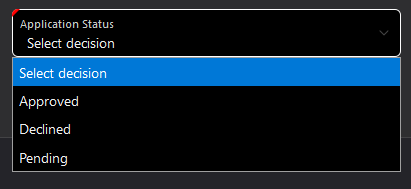 Application Status
Select decision
Select decision
Approved
Declined
Pending